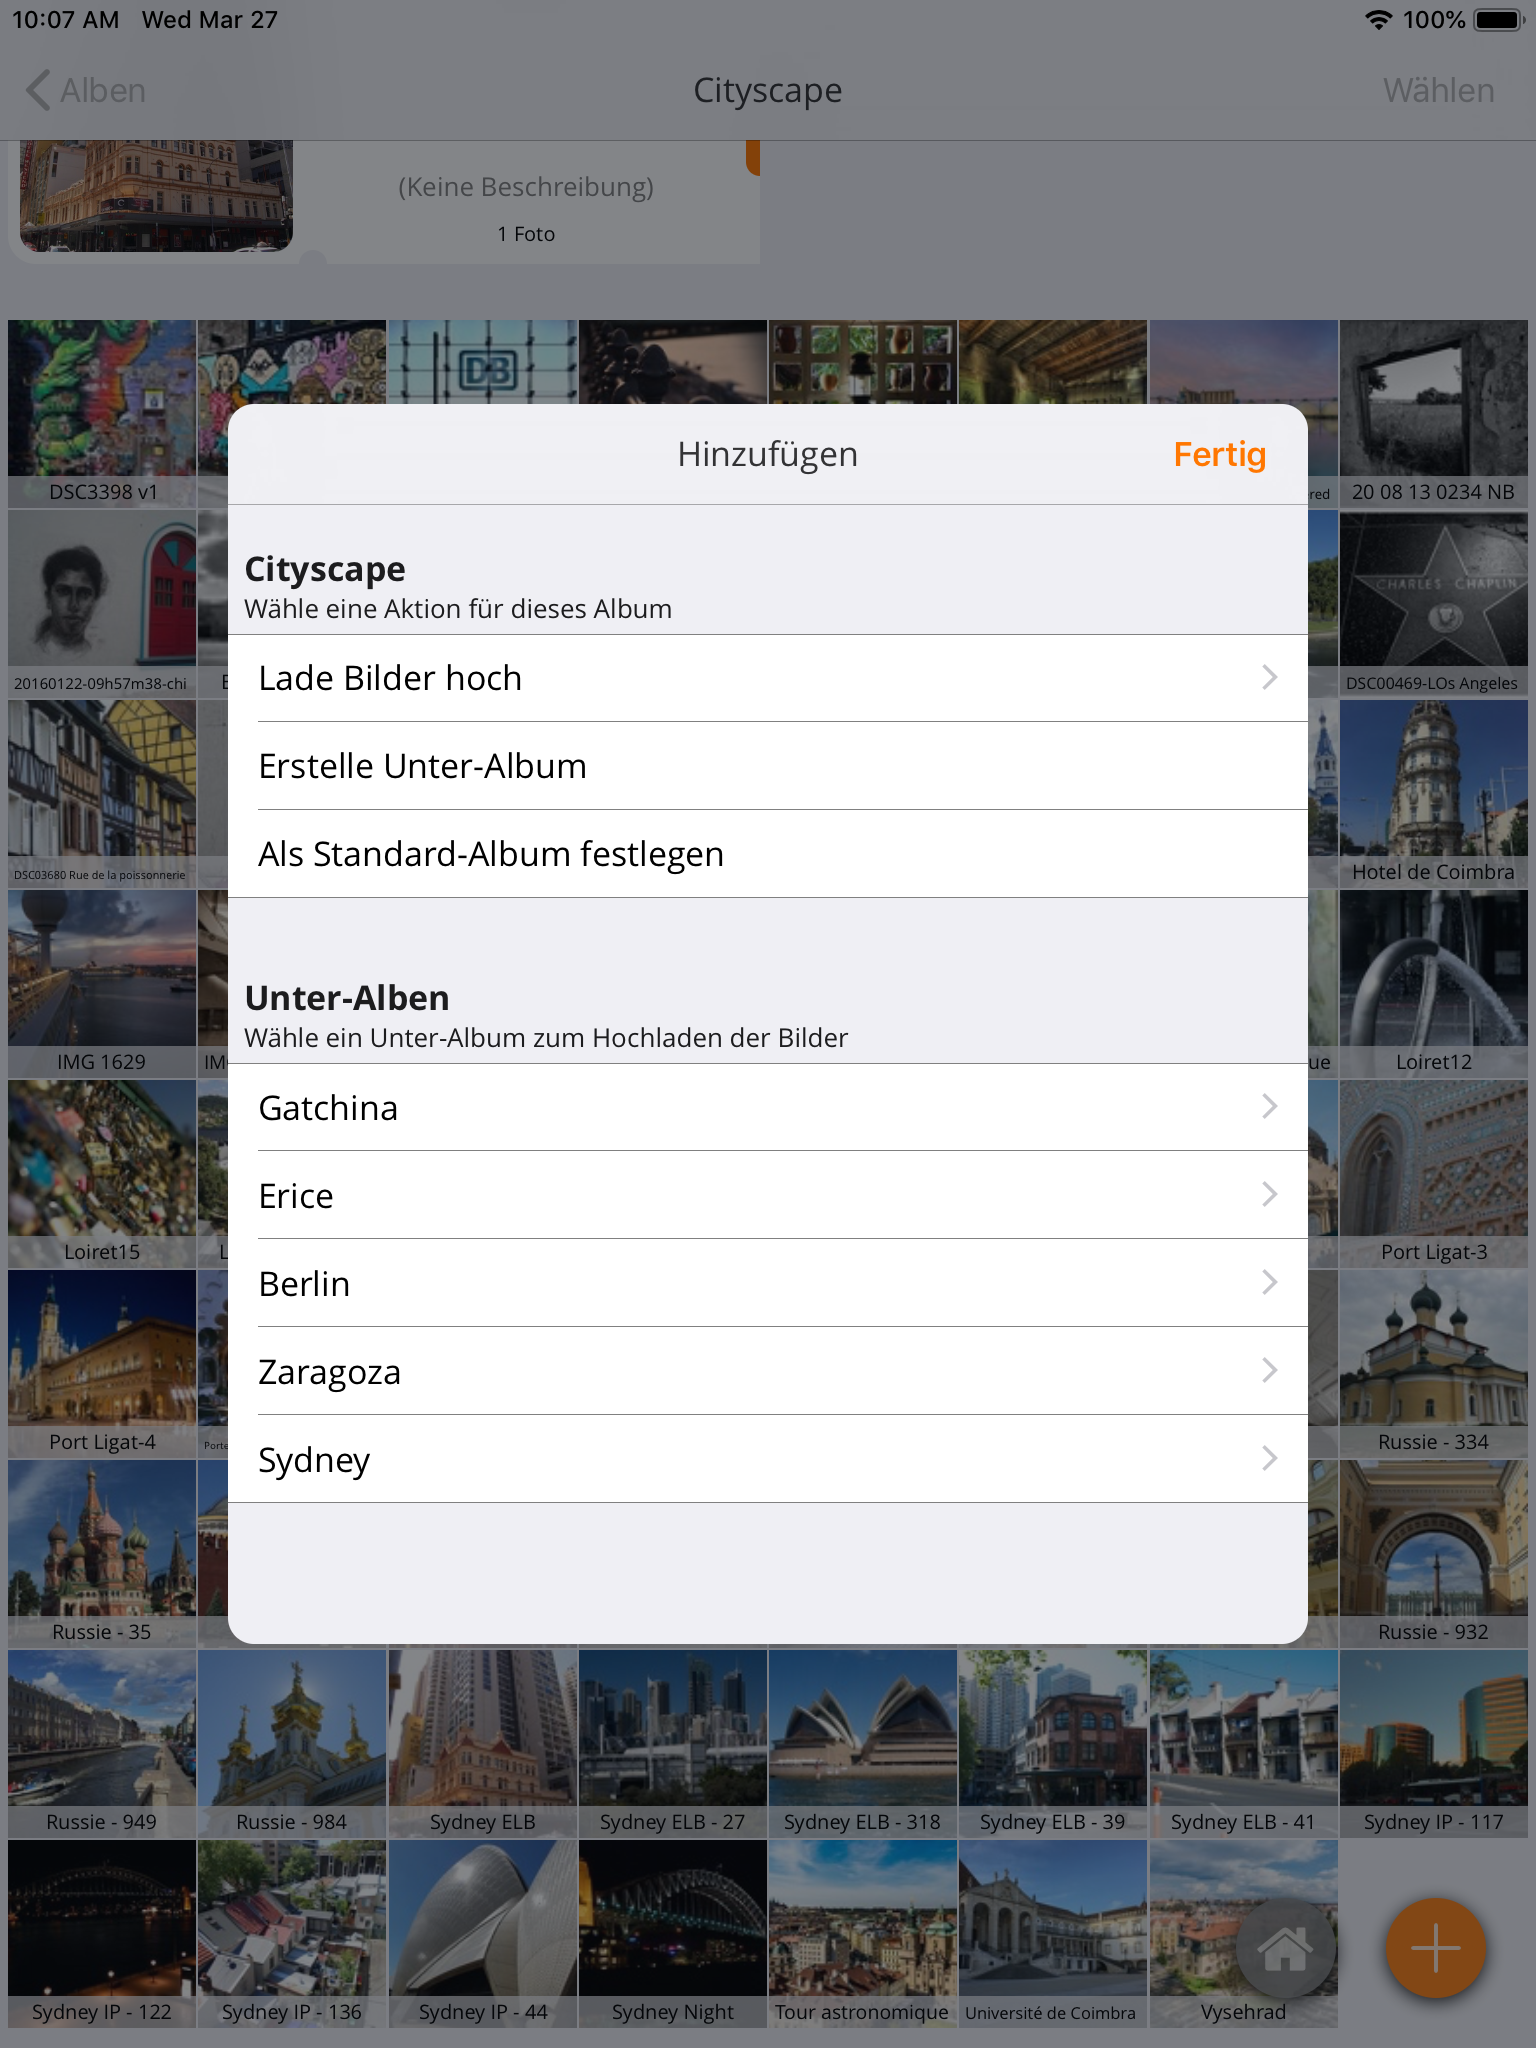 10:07 AM Wed Mar 27 100%
Alben Cityscape Wählen
(Keine Beschreibung)
1 Foto
DB
Hinzufügen Fertig
DSC3398 v1
20 08 13 0234 NB
Cityscape
Wähle eine Aktion für dieses Album
CHARLES CHAPLIN
Lade Bilder hoch
20160122-09h57m38-chi
DSC00469-LOs Angeles
Erstelle Unter-Album
Als Standard-Album festlegen
DSC03680 Rue de la poissonnerie
Hotel de Coimbra
Unter-Alben
Wähle ein Unter-Album zum Hochladen der Bilder
IMG 1629
Loiret12
Gatchina
Erice
Loiret15
Port Ligat-3
Berlin
Zaragoza
Port Ligat-4
Russie - 334
Sydney
Russie - 35
Russie - 932
Russie - 949 Russie - 984 Sydney ELB Sydney ELB - 27 Sydney ELB - 318 Sydney ELB - 39 Sydney ELB - 41 Sydney IP - 117
Sydney IP - 122 Sydney IP - 136 Sydney IP - 44 Sydney Night Tour astronomique Université de Coimbra Vysehrad